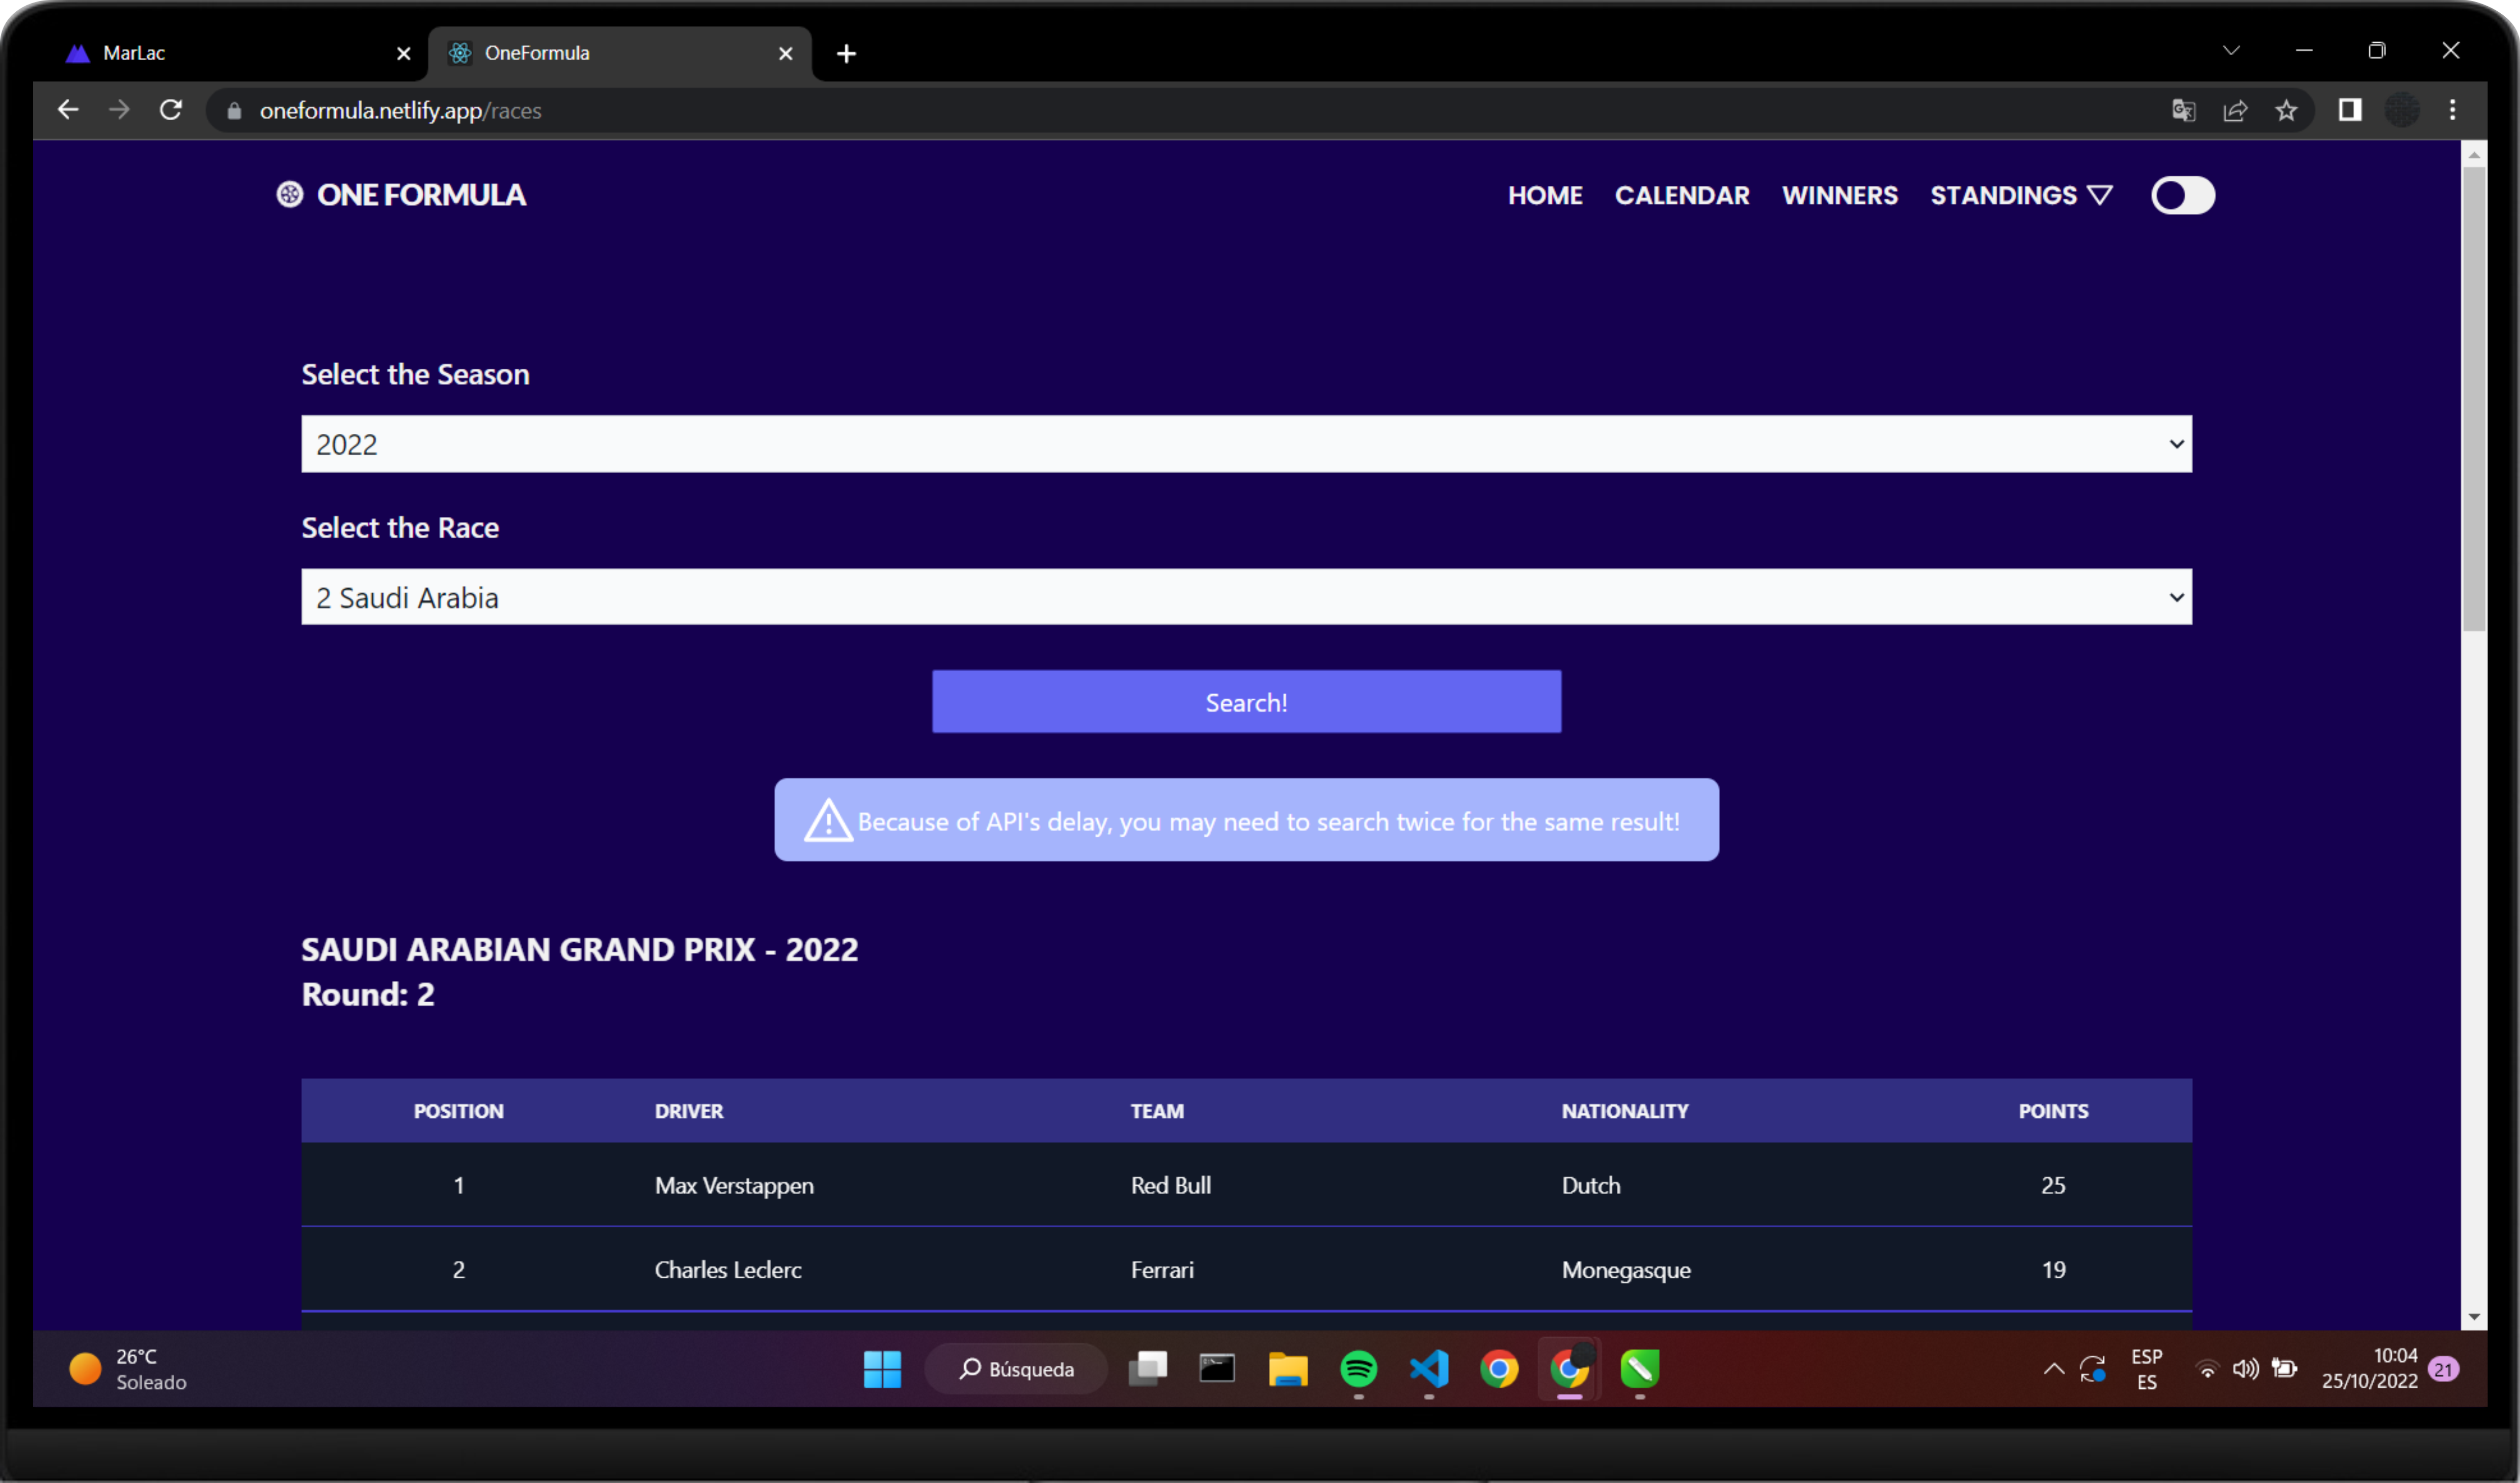 MarLac
OneFormula
oneformula.netlify.app/races
ONE FORMULA
HOME CALENDAR WINNERS STANDINGS
Select the Season
2022
Select the Race
2 Saudi Arabia
Search!
Because of API's delay, you may need to search twice for the same result!
SAUDI ARABIAN GRAND PRIX - 2022
Round: 2
POSITION DRIVER TEAM NATIONALITY POINTS
1 Max Verstappen Red Bull Dutch 25
2 Charles Leclerc Ferrari Monegasque 19
26°C
Soleado
Búsqueda
ESP
ES
10:04
25/10/2022
21